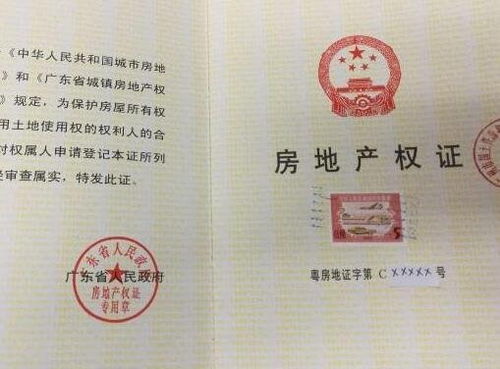 《中华人民共和国城市房地
》和《广东省城镇房地产权
》规定，为保护房屋所有权
用土地使用权的权利人的合
对权属人申请登记本证所列
审查属实，特发此证。
广东省人民政府
房地产权证
专用章
房地产权证
5
粤房地证字第 C XXXXX 号